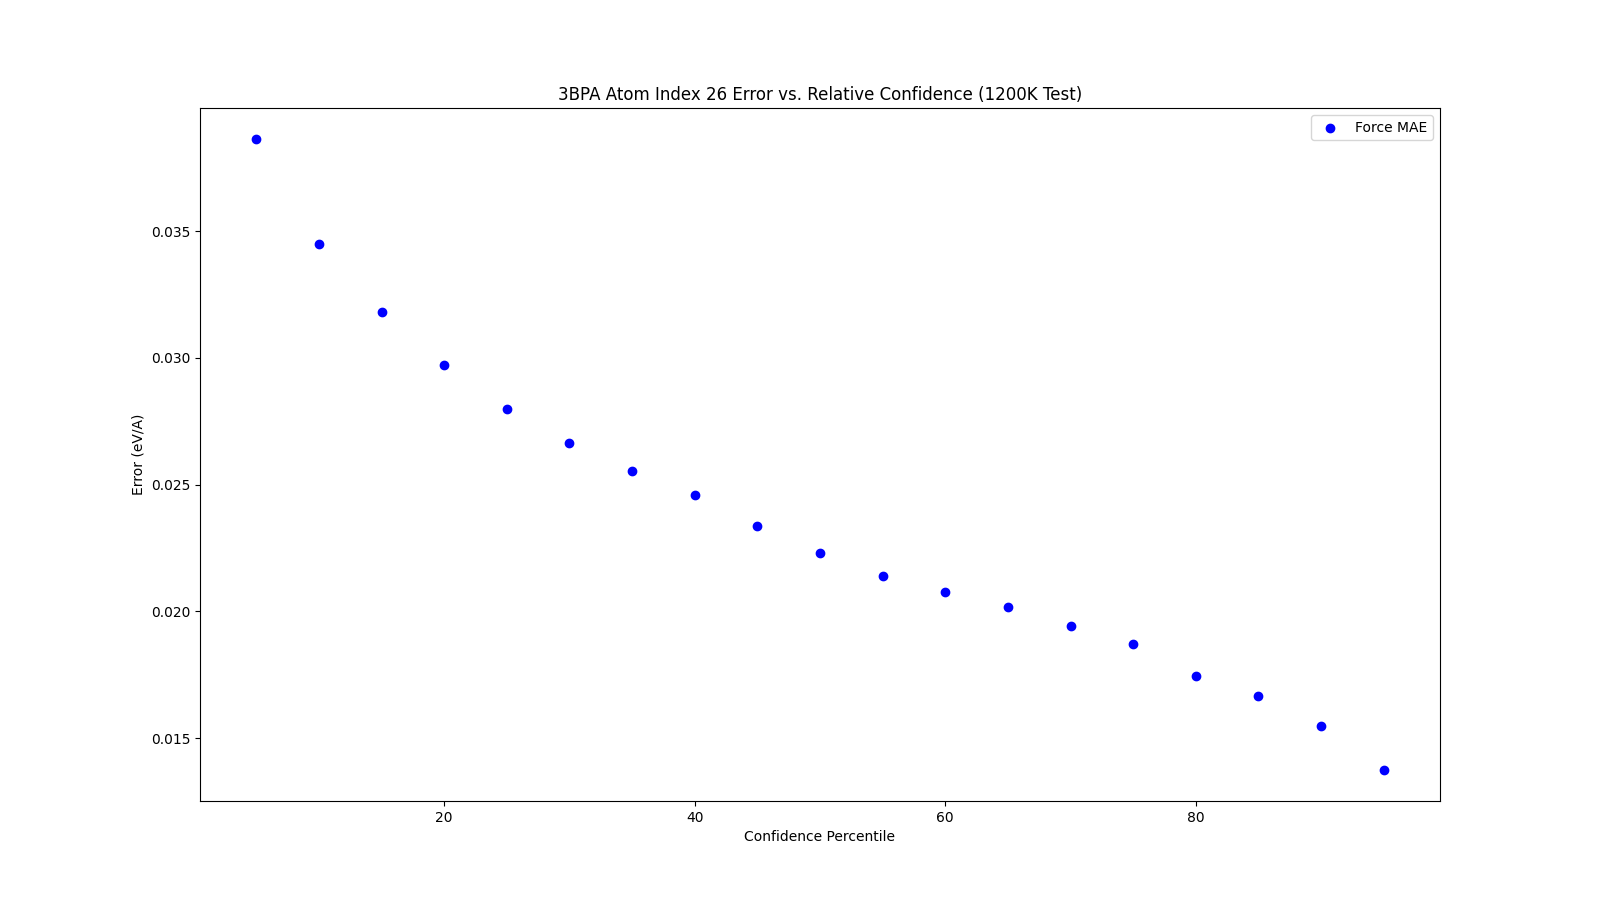 3BPA Atom Index 26 Error vs. Relative Confidence (1200K Test)
Force MAE
0.035
0.030
0.025
0.020
0.015
Error (eV/A)
20 40 60 80
Confidence Percentile